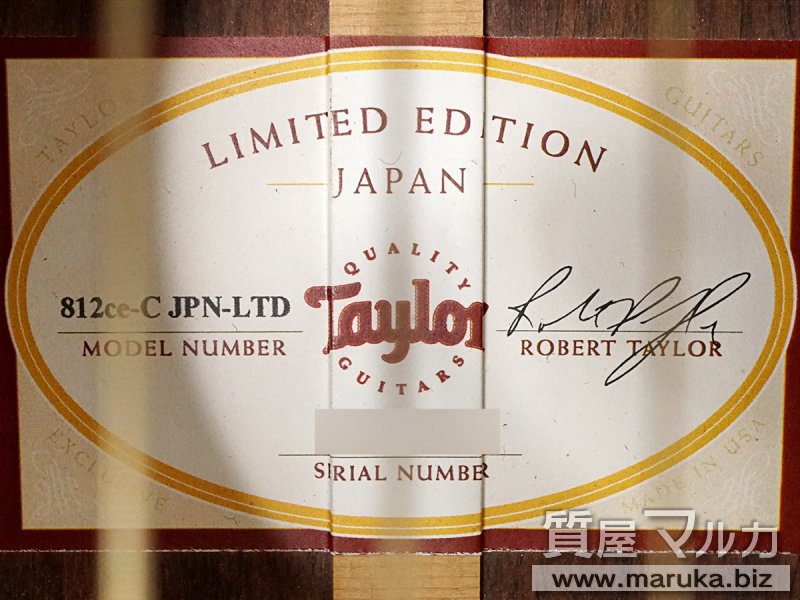 TAYLOR GUITARS
LIMITED EDITION
JAPAN
QUALITY
Taylor
GUITARS
812ce-C JPN-LTD
MODEL NUMBER
ROBERT TAYLOR
SERIAL NUMBER
EXCLUSIVE
MADE IN USA
質屋マルカ
www.maruka.biz